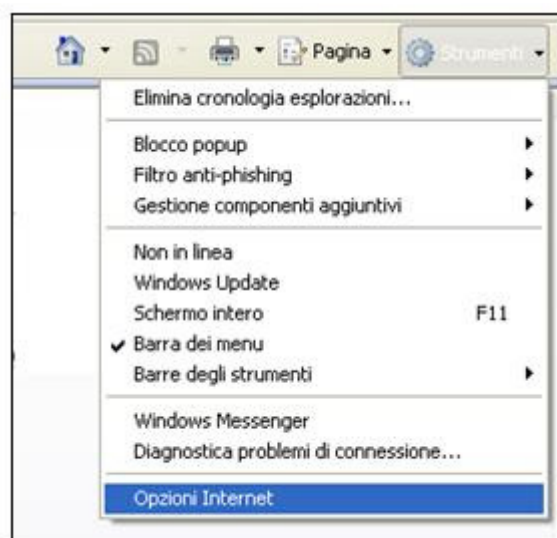 Pagina Strumenti
Elimina cronologia esplorazioni...
Blocco popup
Filtro anti-phishing
Gestione componenti aggiuntivi
Non in linea
Windows Update
Schermo intero F11
Barra dei menu
Barre degli strumenti
Windows Messenger
Diagnostica problemi di connessione...
Opzioni Internet